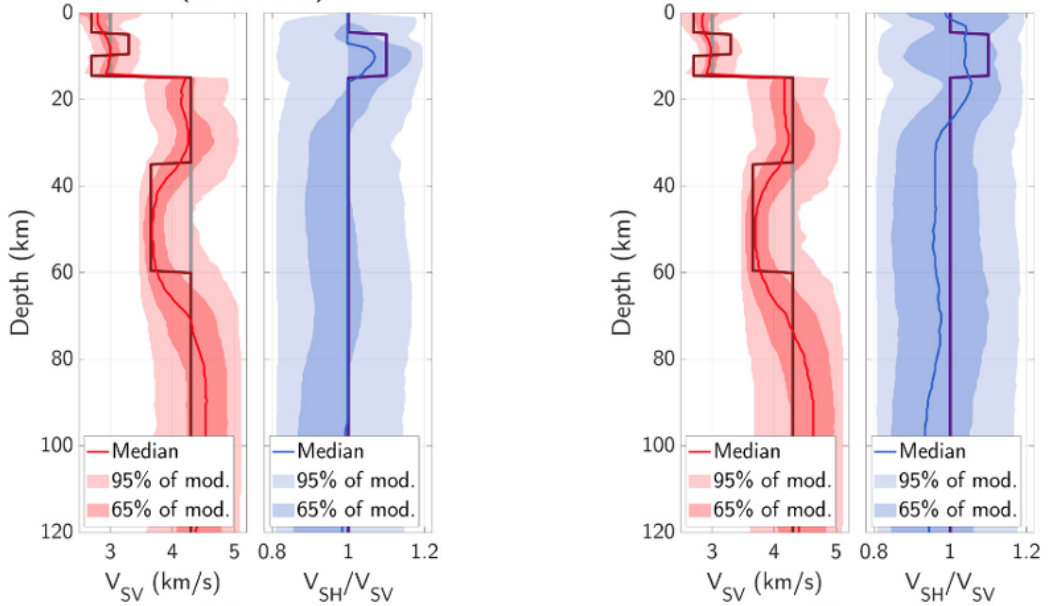 0
20
40
60
80
100
120
Depth (km)
Median
95% of mod.
65% of mod.
3 4 5
V_SV (km/s)
Median
95% of mod.
65% of mod.
0.8 1 1.2
V_SH/V_SV
0
20
40
60
80
100
120
Depth (km)
Median
95% of mod.
65% of mod.
3 4 5
V_SV (km/s)
Median
95% of mod.
65% of mod.
0.8 1 1.2
V_SH/V_SV